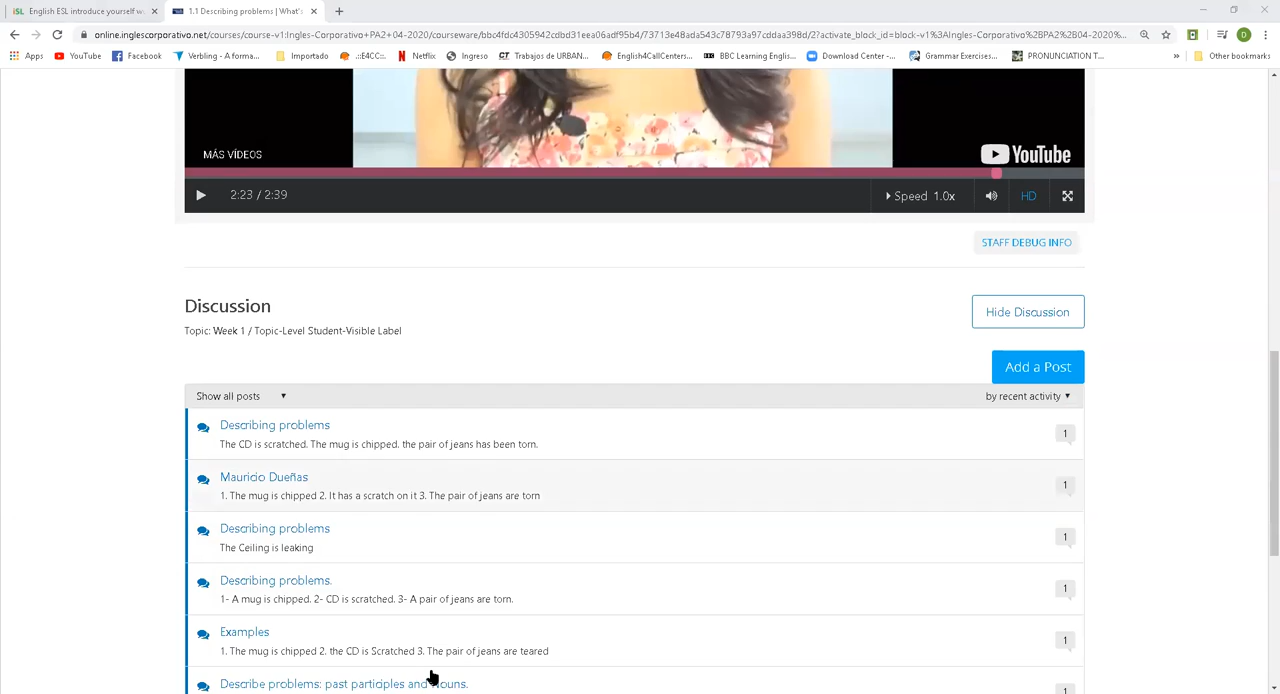 English ESL introduce yourself w
1.1 Describing problems | What's
online.inglescorporativo.net/courses/course-v1:Ingles-Corporativo+PA2+04-2020/courseware/bbc4fdc4305942cdbd31eea06adf95b4/73713e48ada543c78793a97cddaa398d/2?activate_block_id=block-v1%3AIngles-Corporativo%2BPA2%2B04-2020%...
Apps YouTube Facebook Verbling - A forma... Importado .::E4CC::. Netflix Ingreso Trabajos de URBAN... English4CallCenters... BBC Learning Englis... Download Center -... Grammar Exercises... PRONUNCIATION T... » Other bookmarks
MÁS VÍDEOS
YouTube
2:23 / 2:39 Speed 1.0x HD
STAFF DEBUG INFO
Discussion
Hide Discussion
Topic: Week 1 / Topic-Level Student-Visible Label
Add a Post
Show all posts by recent activity
Describing problems
The CD is scratched. The mug is chipped. the pair of jeans has been torn.
1
Mauricio Dueñas
1. The mug is chipped 2. It has a scratch on it 3. The pair of jeans are torn
1
Describing problems
The Ceiling is leaking
1
Describing problems.
1- A mug is chipped. 2- CD is scratched. 3- A pair of jeans are torn.
1
Examples
1. The mug is chipped 2. the CD is Scratched 3. The pair of jeans are teared
1
Describe problems: past participles and nouns.
1